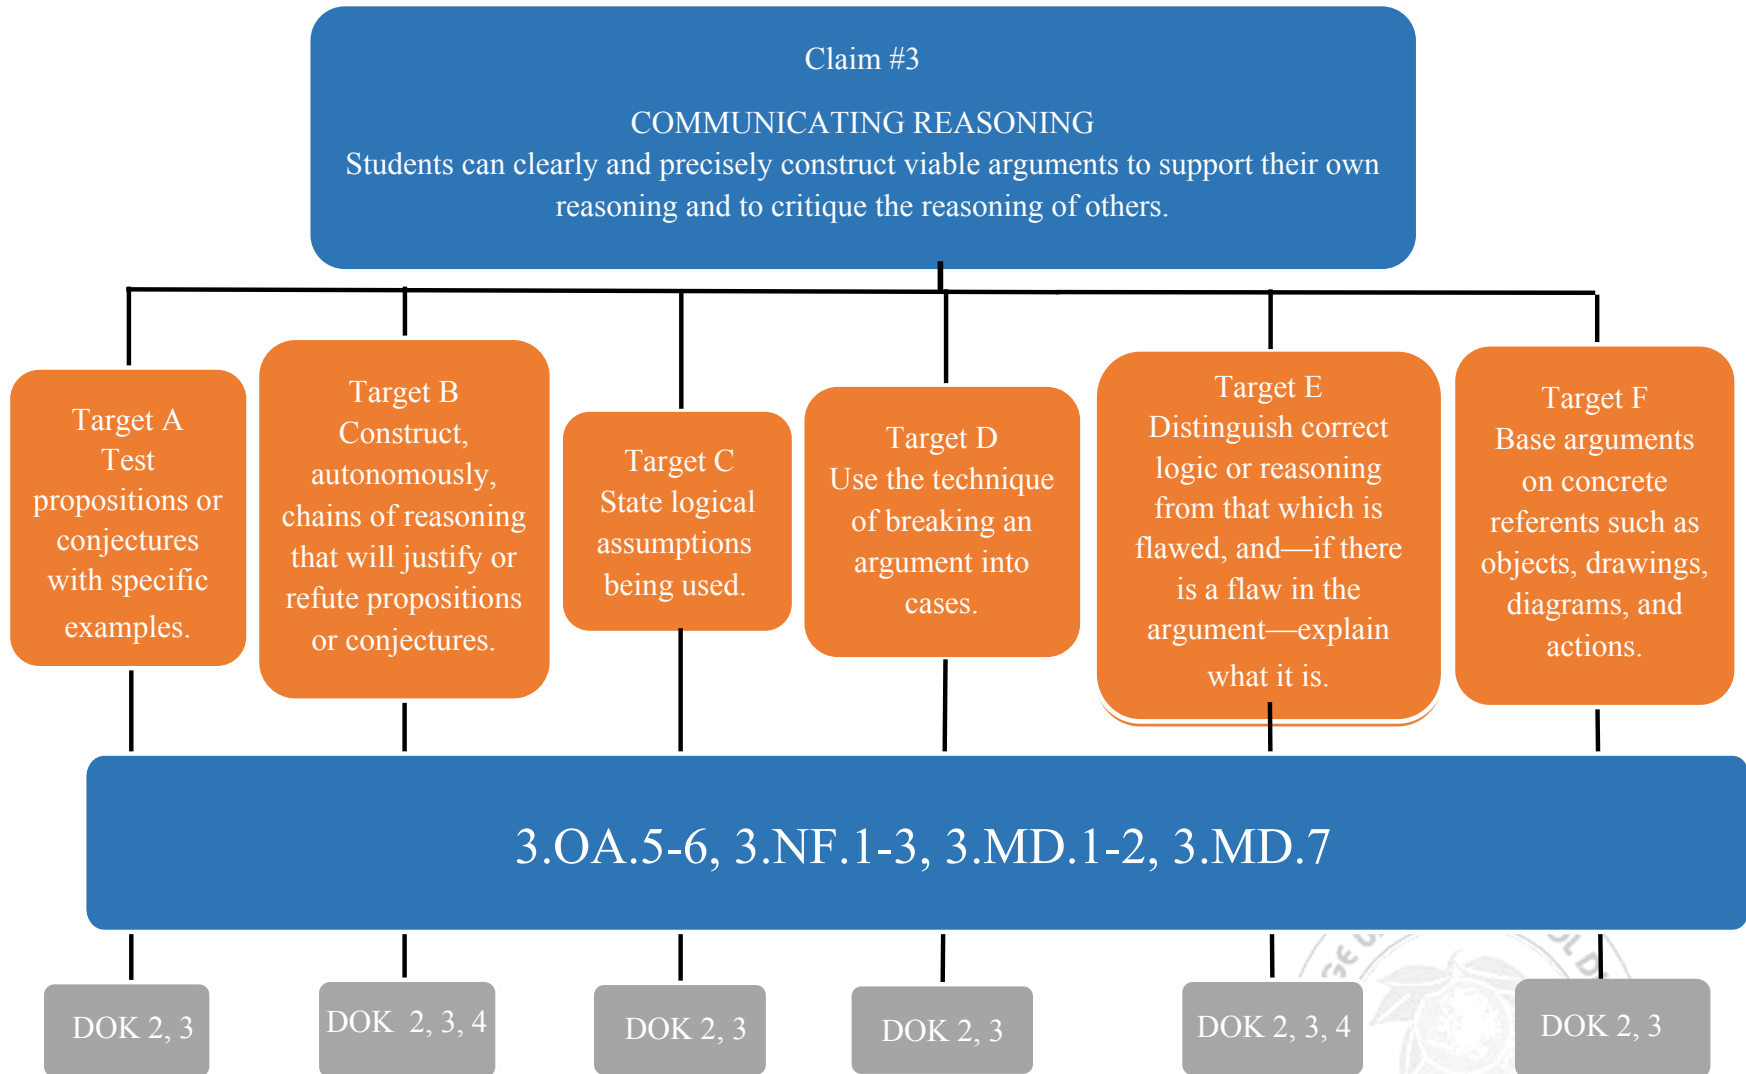 Claim #3
COMMUNICATING REASONING
Students can clearly and precisely construct viable arguments to support their own
reasoning and to critique the reasoning of others.
Target A
Test
propositions or
conjectures
with specific
examples.
Target B
Construct,
autonomously,
chains of reasoning
that will justify or
refute propositions
or conjectures.
Target C
State logical
assumptions
being used.
Target D
Use the technique
of breaking an
argument into
cases.
Target E
Distinguish correct
logic or reasoning
from that which is
flawed, and—if there
is a flaw in the
argument—explain
what it is.
Target F
Base arguments
on concrete
referents such as
objects, drawings,
diagrams, and
actions.
3.OA.5-6, 3.NF.1-3, 3.MD.1-2, 3.MD.7
DOK 2, 3
DOK 2, 3, 4
DOK 2, 3
DOK 2, 3
DOK 2, 3, 4
DOK 2, 3